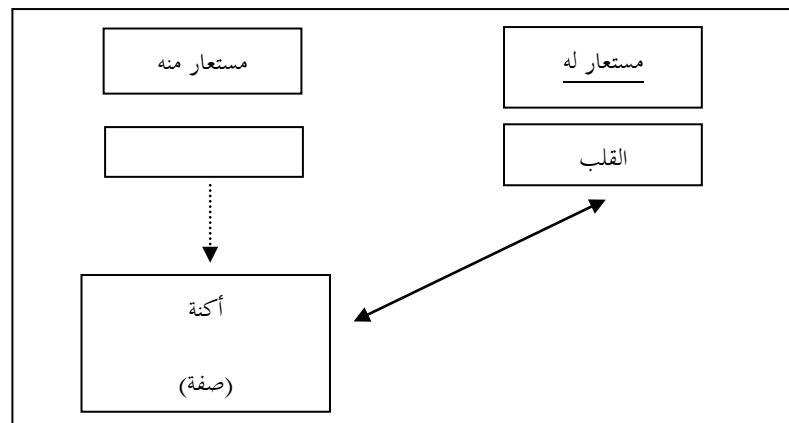 مستعار له
مستعار منه
القلب
أكنة
(صفة)